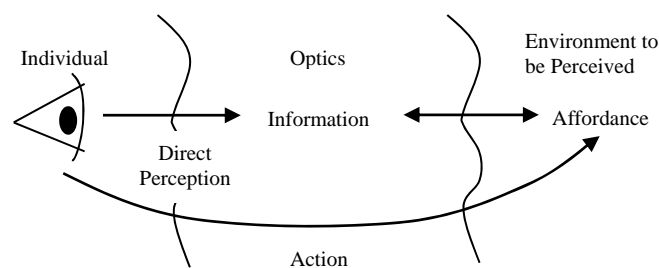 Individual
Optics
Environment to
be Perceived
Information
Affordance
Direct
Perception
Action